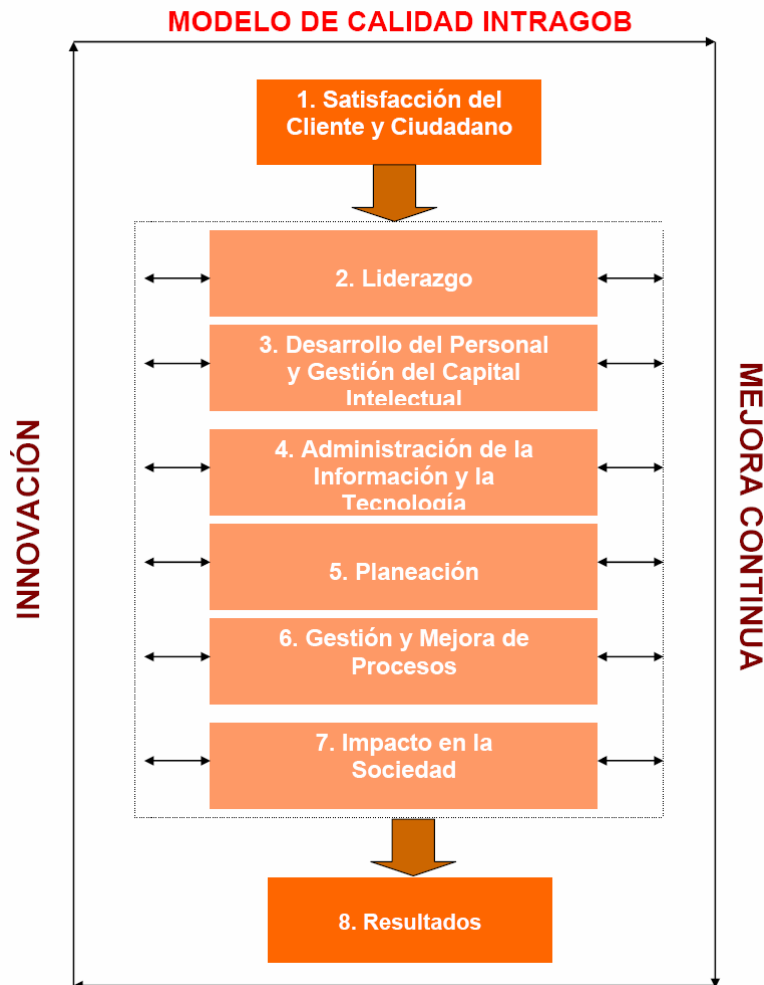 MODELO DE CALIDAD INTRAGOB
1. Satisfacción del
Cliente y Ciudadano
2. Liderazgo
3. Desarrollo del Personal
y Gestión del Capital
Intelectual
4. Administración de la
Información y la
Tecnología
5. Planeación
6. Gestión y Mejora de
Procesos
7. Impacto en la
Sociedad
8. Resultados
INNOVACIÓN
MEJORA CONTINUA